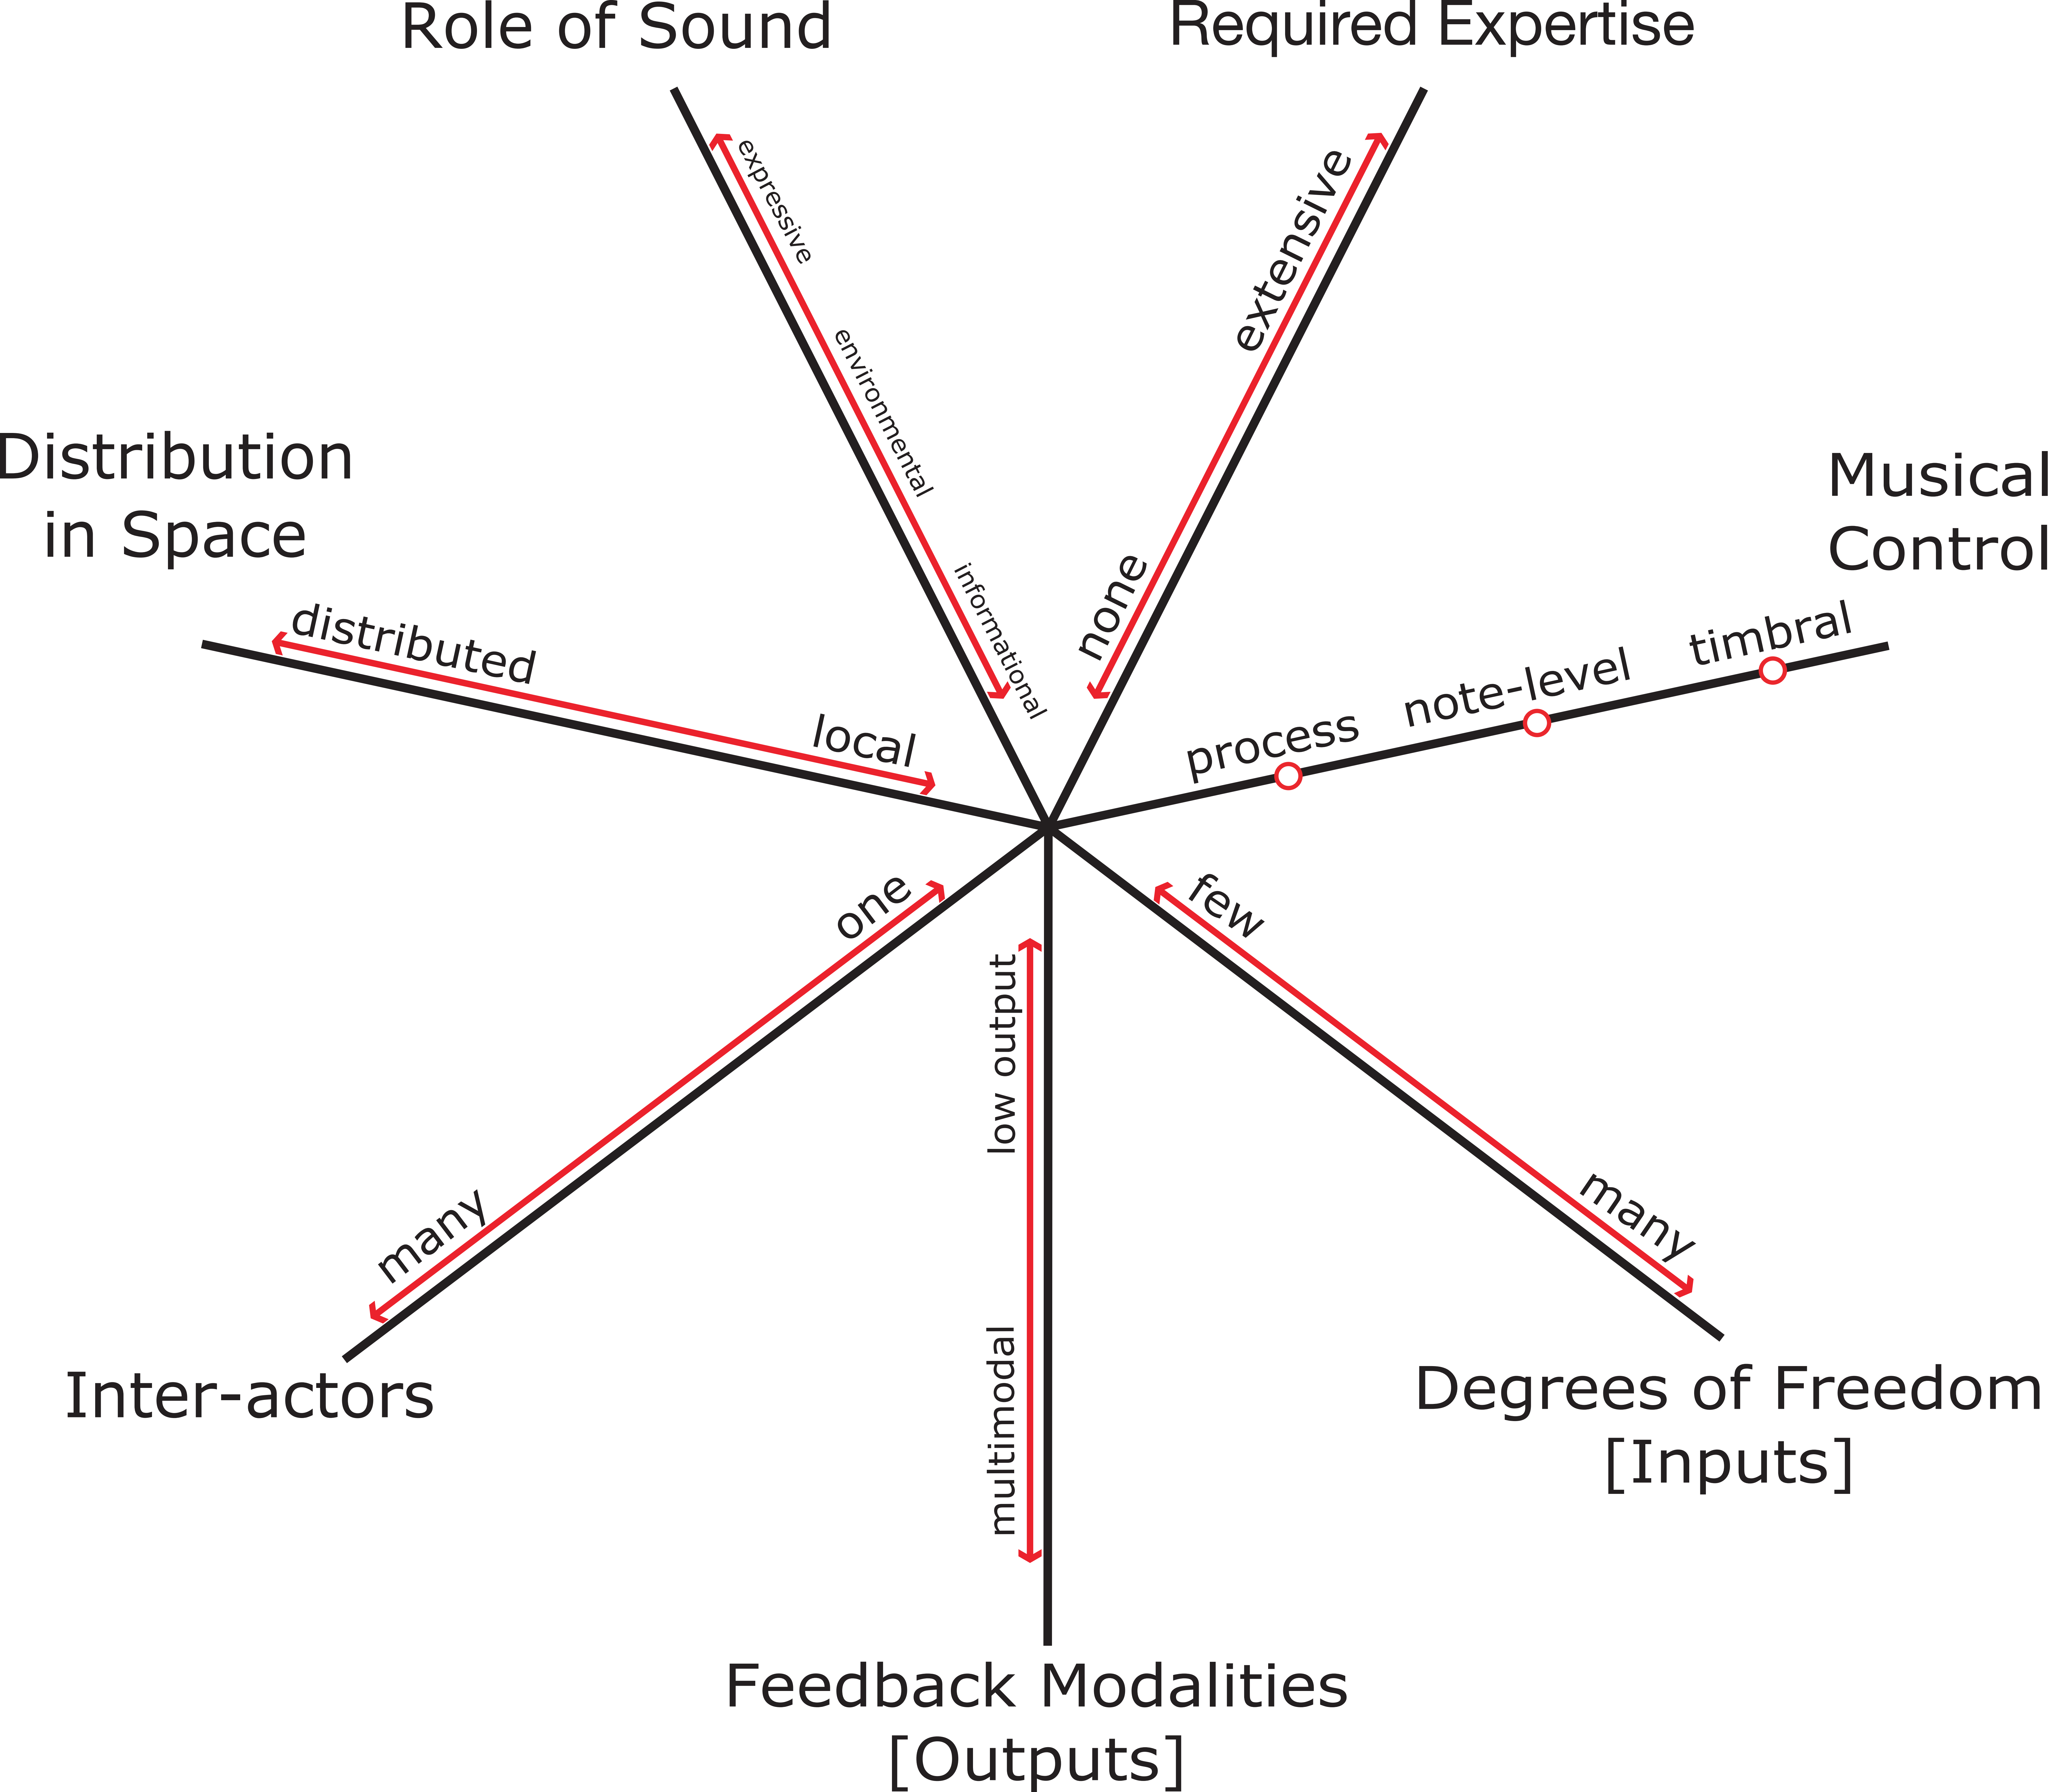 Role of Sound
Required Expertise
expressive
environmental
informational
extensive
none
Distribution
in Space
distributed
local
Musical
Control
process
note-level
timbral
one
many
Inter-actors
low output
multimodal
Feedback Modalities
[Outputs]
few
many
Degrees of Freedom
[Inputs]